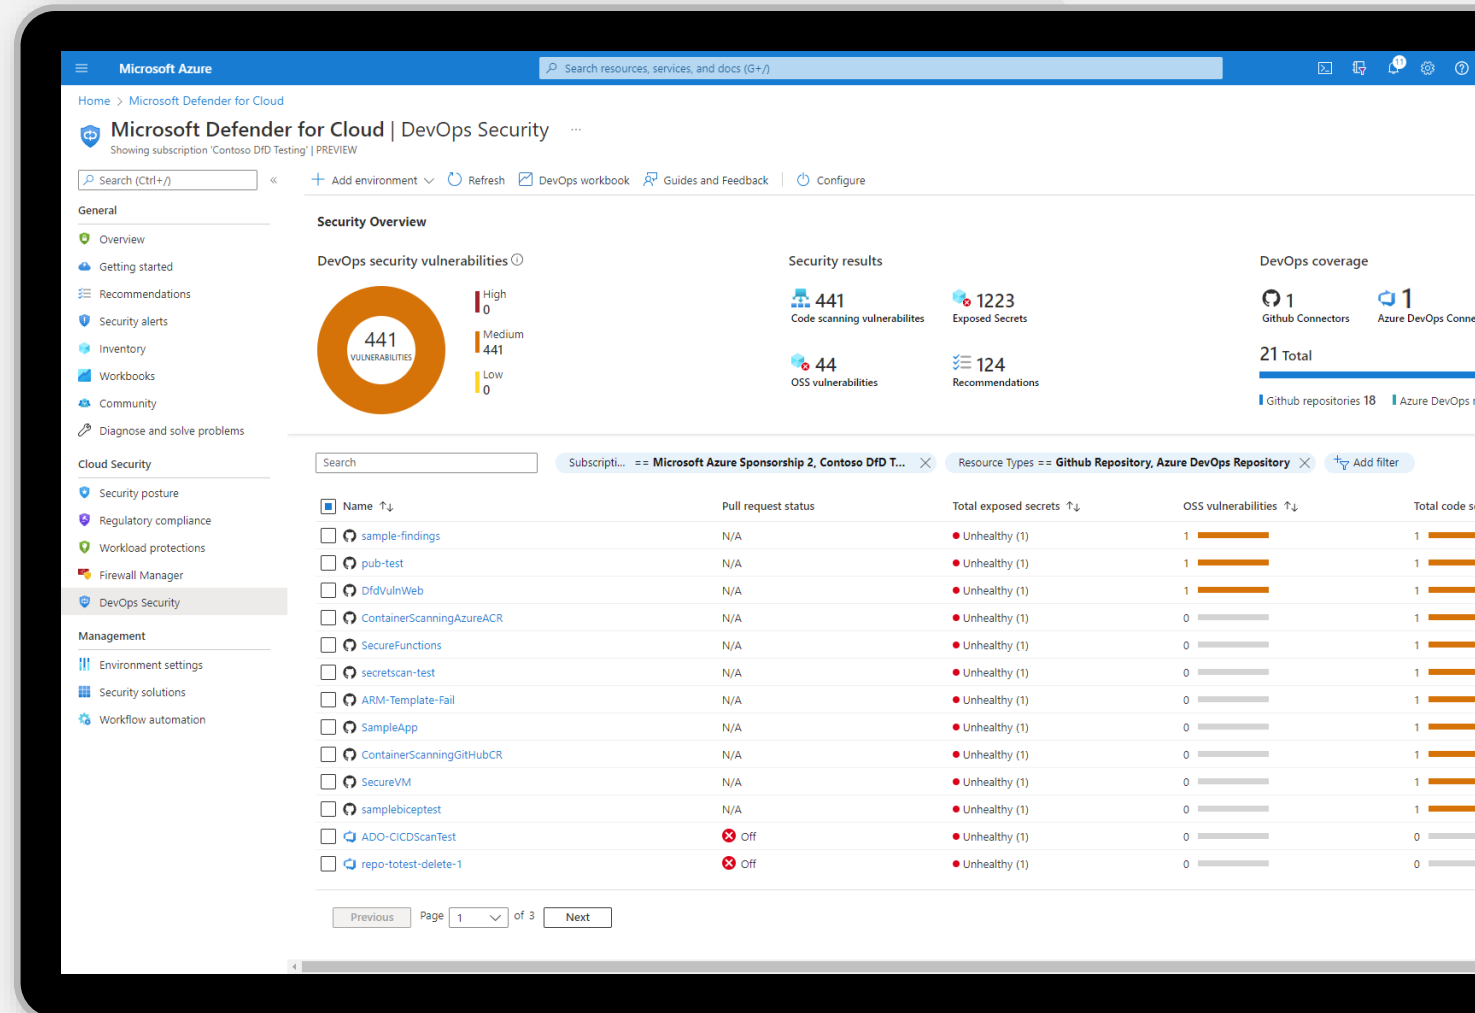 Microsoft Azure
Search resources, services, and docs (G+/)
11
Home > Microsoft Defender for Cloud
Microsoft Defender for Cloud | DevOps Security ...
Showing subscription 'Contoso DfD Testing' | PREVIEW
Search (Ctrl+/) «
+ Add environment Refresh DevOps workbook Guides and Feedback Configure
General
Overview
Getting started
Recommendations
Security alerts
Inventory
Workbooks
Community
Diagnose and solve problems
Cloud Security
Security posture
Regulatory compliance
Workload protections
Firewall Manager
DevOps Security
Management
Environment settings
Security solutions
Workflow automation
Security Overview
DevOps security vulnerabilities
441
VULNERABILITIES
High
0
Medium
441
Low
0
Security results
441
Code scanning vulnerabilites
1223
Exposed Secrets
44
OSS vulnerabilities
124
Recommendations
DevOps coverage
1
Github Connectors
1
Azure DevOps Conne
21 Total
Github repositories 18 Azure DevOps r
Search
Subscripti... == Microsoft Azure Sponsorship 2, Contoso DfD T...
Resource Types == Github Repository, Azure DevOps Repository
Add filter
Name ↑↓ Pull request status Total exposed secrets ↑↓ OSS vulnerabilities ↑↓ Total code s
sample-findings N/A Unhealthy (1) 1 1
pub-test N/A Unhealthy (1) 1 1
DfdVulnWeb N/A Unhealthy (1) 1 1
ContainerScanningAzureACR N/A Unhealthy (1) 0 1
SecureFunctions N/A Unhealthy (1) 0 1
secretscan-test N/A Unhealthy (1) 0 1
ARM-Template-Fail N/A Unhealthy (1) 0 1
SampleApp N/A Unhealthy (1) 0 1
ContainerScanningGitHubCR N/A Unhealthy (1) 0 1
SecureVM N/A Unhealthy (1) 0 1
samplebiceptest N/A Unhealthy (1) 0 1
ADO-CICDScanTest Off Unhealthy (1) 0 0
repo-totest-delete-1 Off Unhealthy (1) 0 0
Previous Page 1 of 3 Next